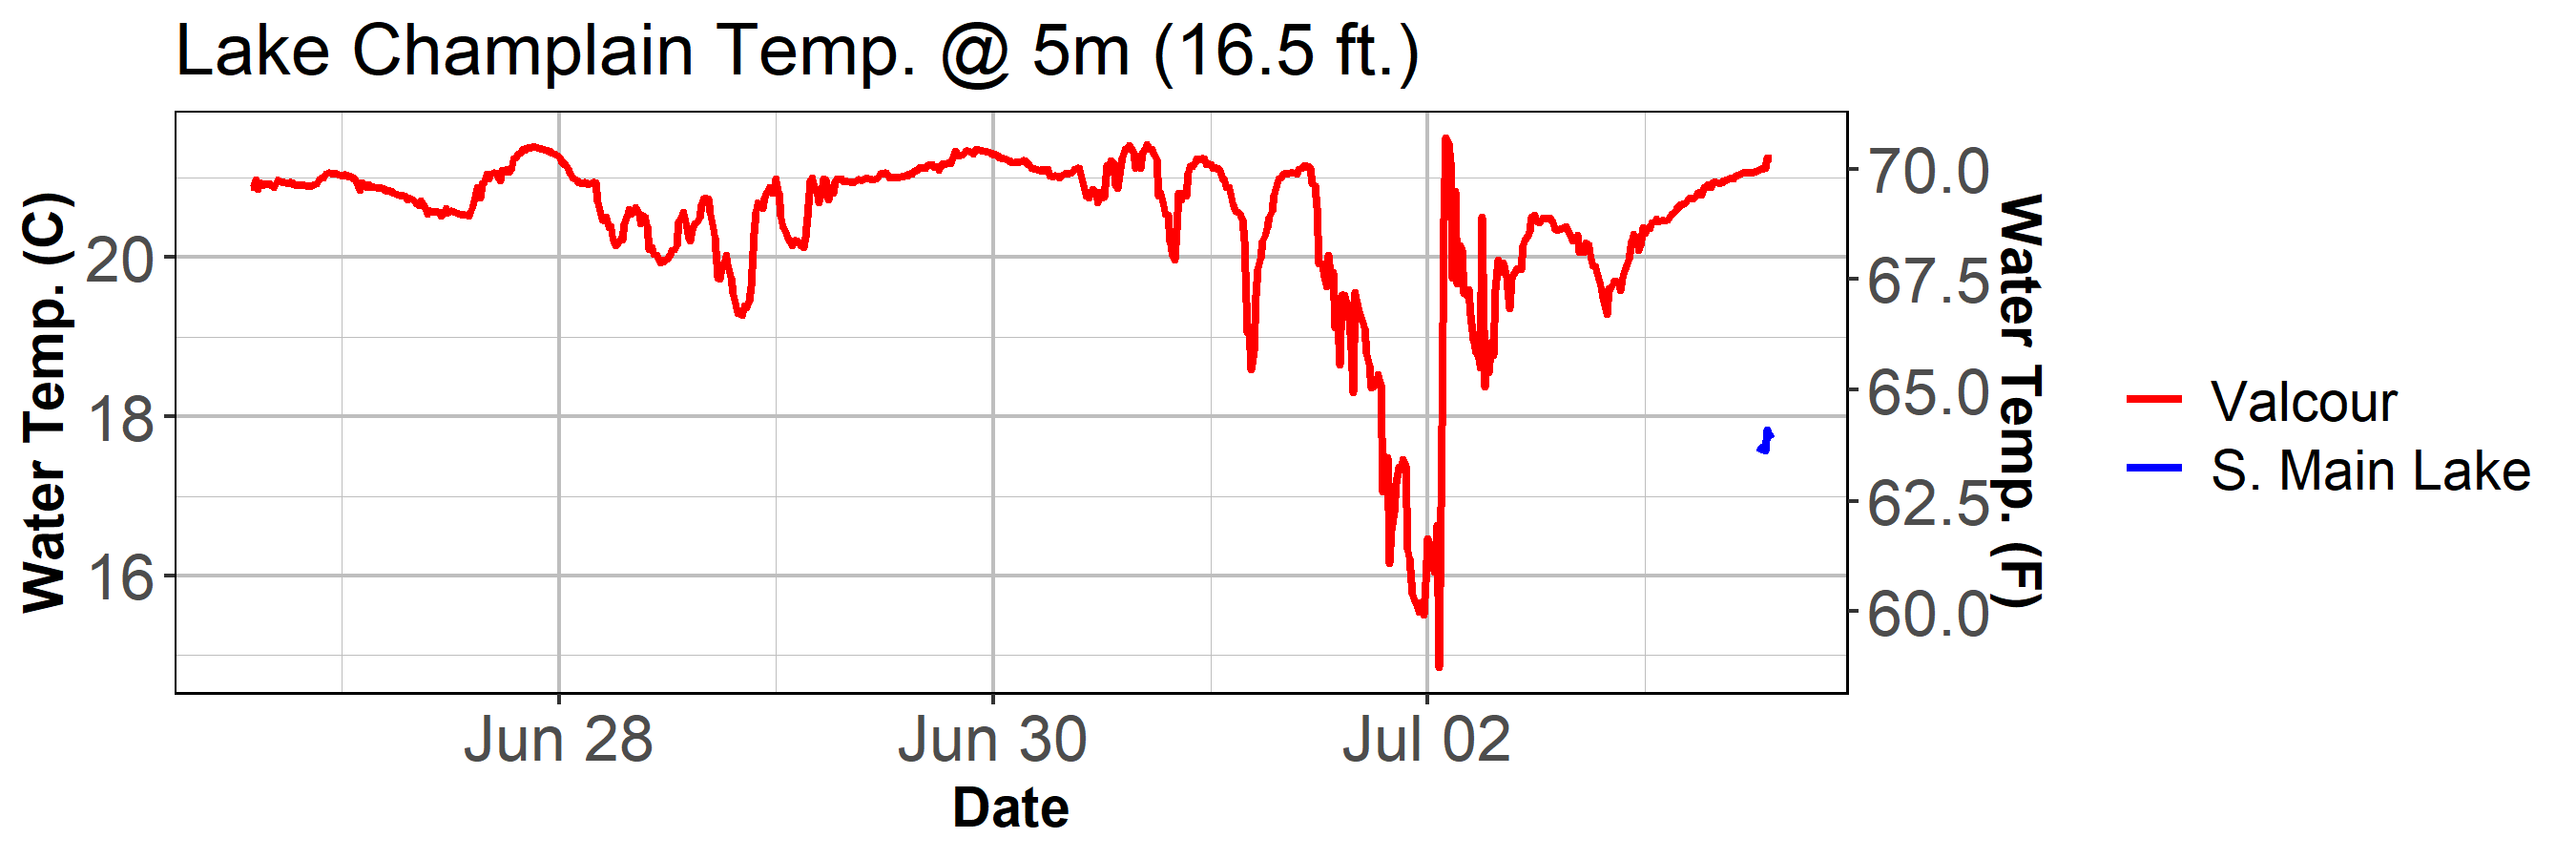 Lake Champlain Temp. @ 5m (16.5 ft.)
Water Temp. (C)
20
18
16
70.0
67.5
65.0
62.5
60.0
Water Temp. (F)
Jun 28
Jun 30
Jul 02
Date
Valcour
S. Main Lake